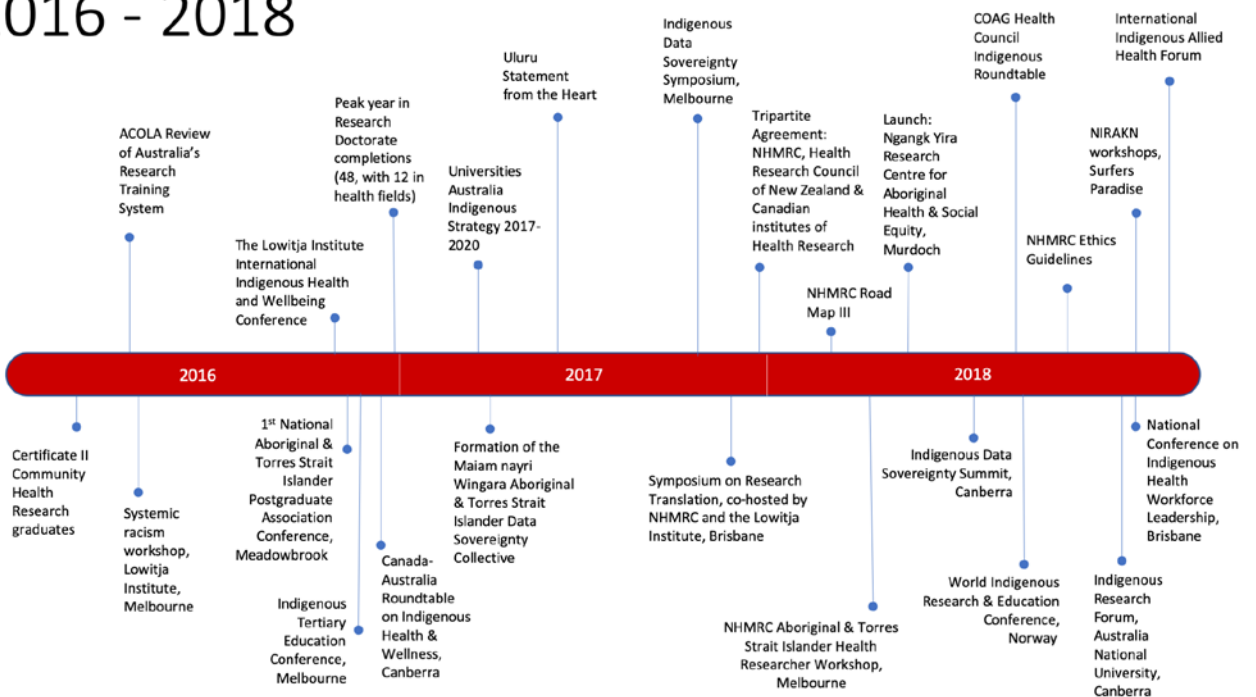 016 - 2018
ACOLA Review
of Australia's
Research
Training
System
The Lowitja Institute
International
Indigenous Health
and Wellbeing
Conference
Peak year in
Research
Doctorate
completions
(48, with 12 in
health fields)
Universities
Australia
Indigenous
Strategy 2017-
2020
Uluru
Statement
from the Heart
Indigenous
Data
Sovereignty
Symposium,
Melbourne
Tripartite
Agreement:
NHMRC, Health
Research Council
of New Zealand &
Canadian
institutes of
Health Research
NHMRC Road
Map III
Launch:
Ngangk Yira
Research
Centre for
Aboriginal
Health & Social
Equity,
Murdoch
COAG Health
Council
Indigenous
Roundtable
NHMRC Ethics
Guidelines
NIRAKN
workshops,
Surfers
Paradise
International
Indigenous Allied
Health Forum
2016
2017
2018
Certificate II
Community
Health
Research
graduates
Systemic
racism
workshop,
Lowitja
Institute,
Melbourne
1st National
Aboriginal &
Torres Strait
Islander
Postgraduate
Association
Conference,
Meadowbrook
Indigenous
Tertiary
Education
Conference,
Melbourne
Canada-
Australia
Roundtable
on Indigenous
Health &
Wellness,
Canberra
Formation of the
Maiam nayri
Wingara Aboriginal
& Torres Strait
Islander Data
Sovereignty
Collective
Symposium on Research
Translation, co-hosted by
NHMRC and the Lowitja
Institute, Brisbane
NHMRC Aboriginal & Torres
Strait Islander Health
Researcher Workshop,
Melbourne
Indigenous Data
Sovereignty Summit,
Canberra
World Indigenous
Research & Education
Conference,
Norway
Indigenous
Research
Forum,
Australia
National
University,
Canberra
National
Conference on
Indigenous
Health
Workforce
Leadership,
Brisbane